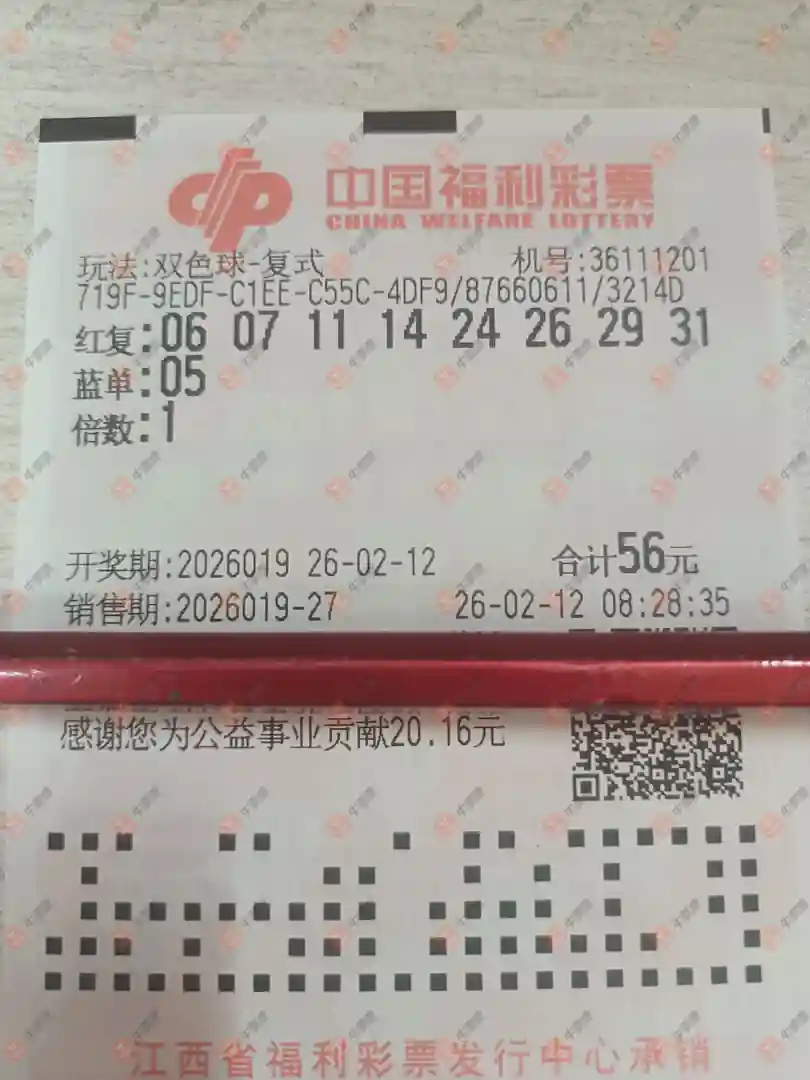 中国福利彩票
CHINA WELFARE LOTTERY
玩法:双色球-复式 机号:36111201
719F-9EDF-C1EE-C55C-4DF9/87660611/3214D
红复:06 07 11 14 24 26 29 31
蓝单:05
倍数:1
开奖期:2026019 26-02-12 合计56元
销售期:2026019-27 26-02-12 08:28:35
感谢您为公益事业贡献20.16元
江西省福利彩票发行中心承销